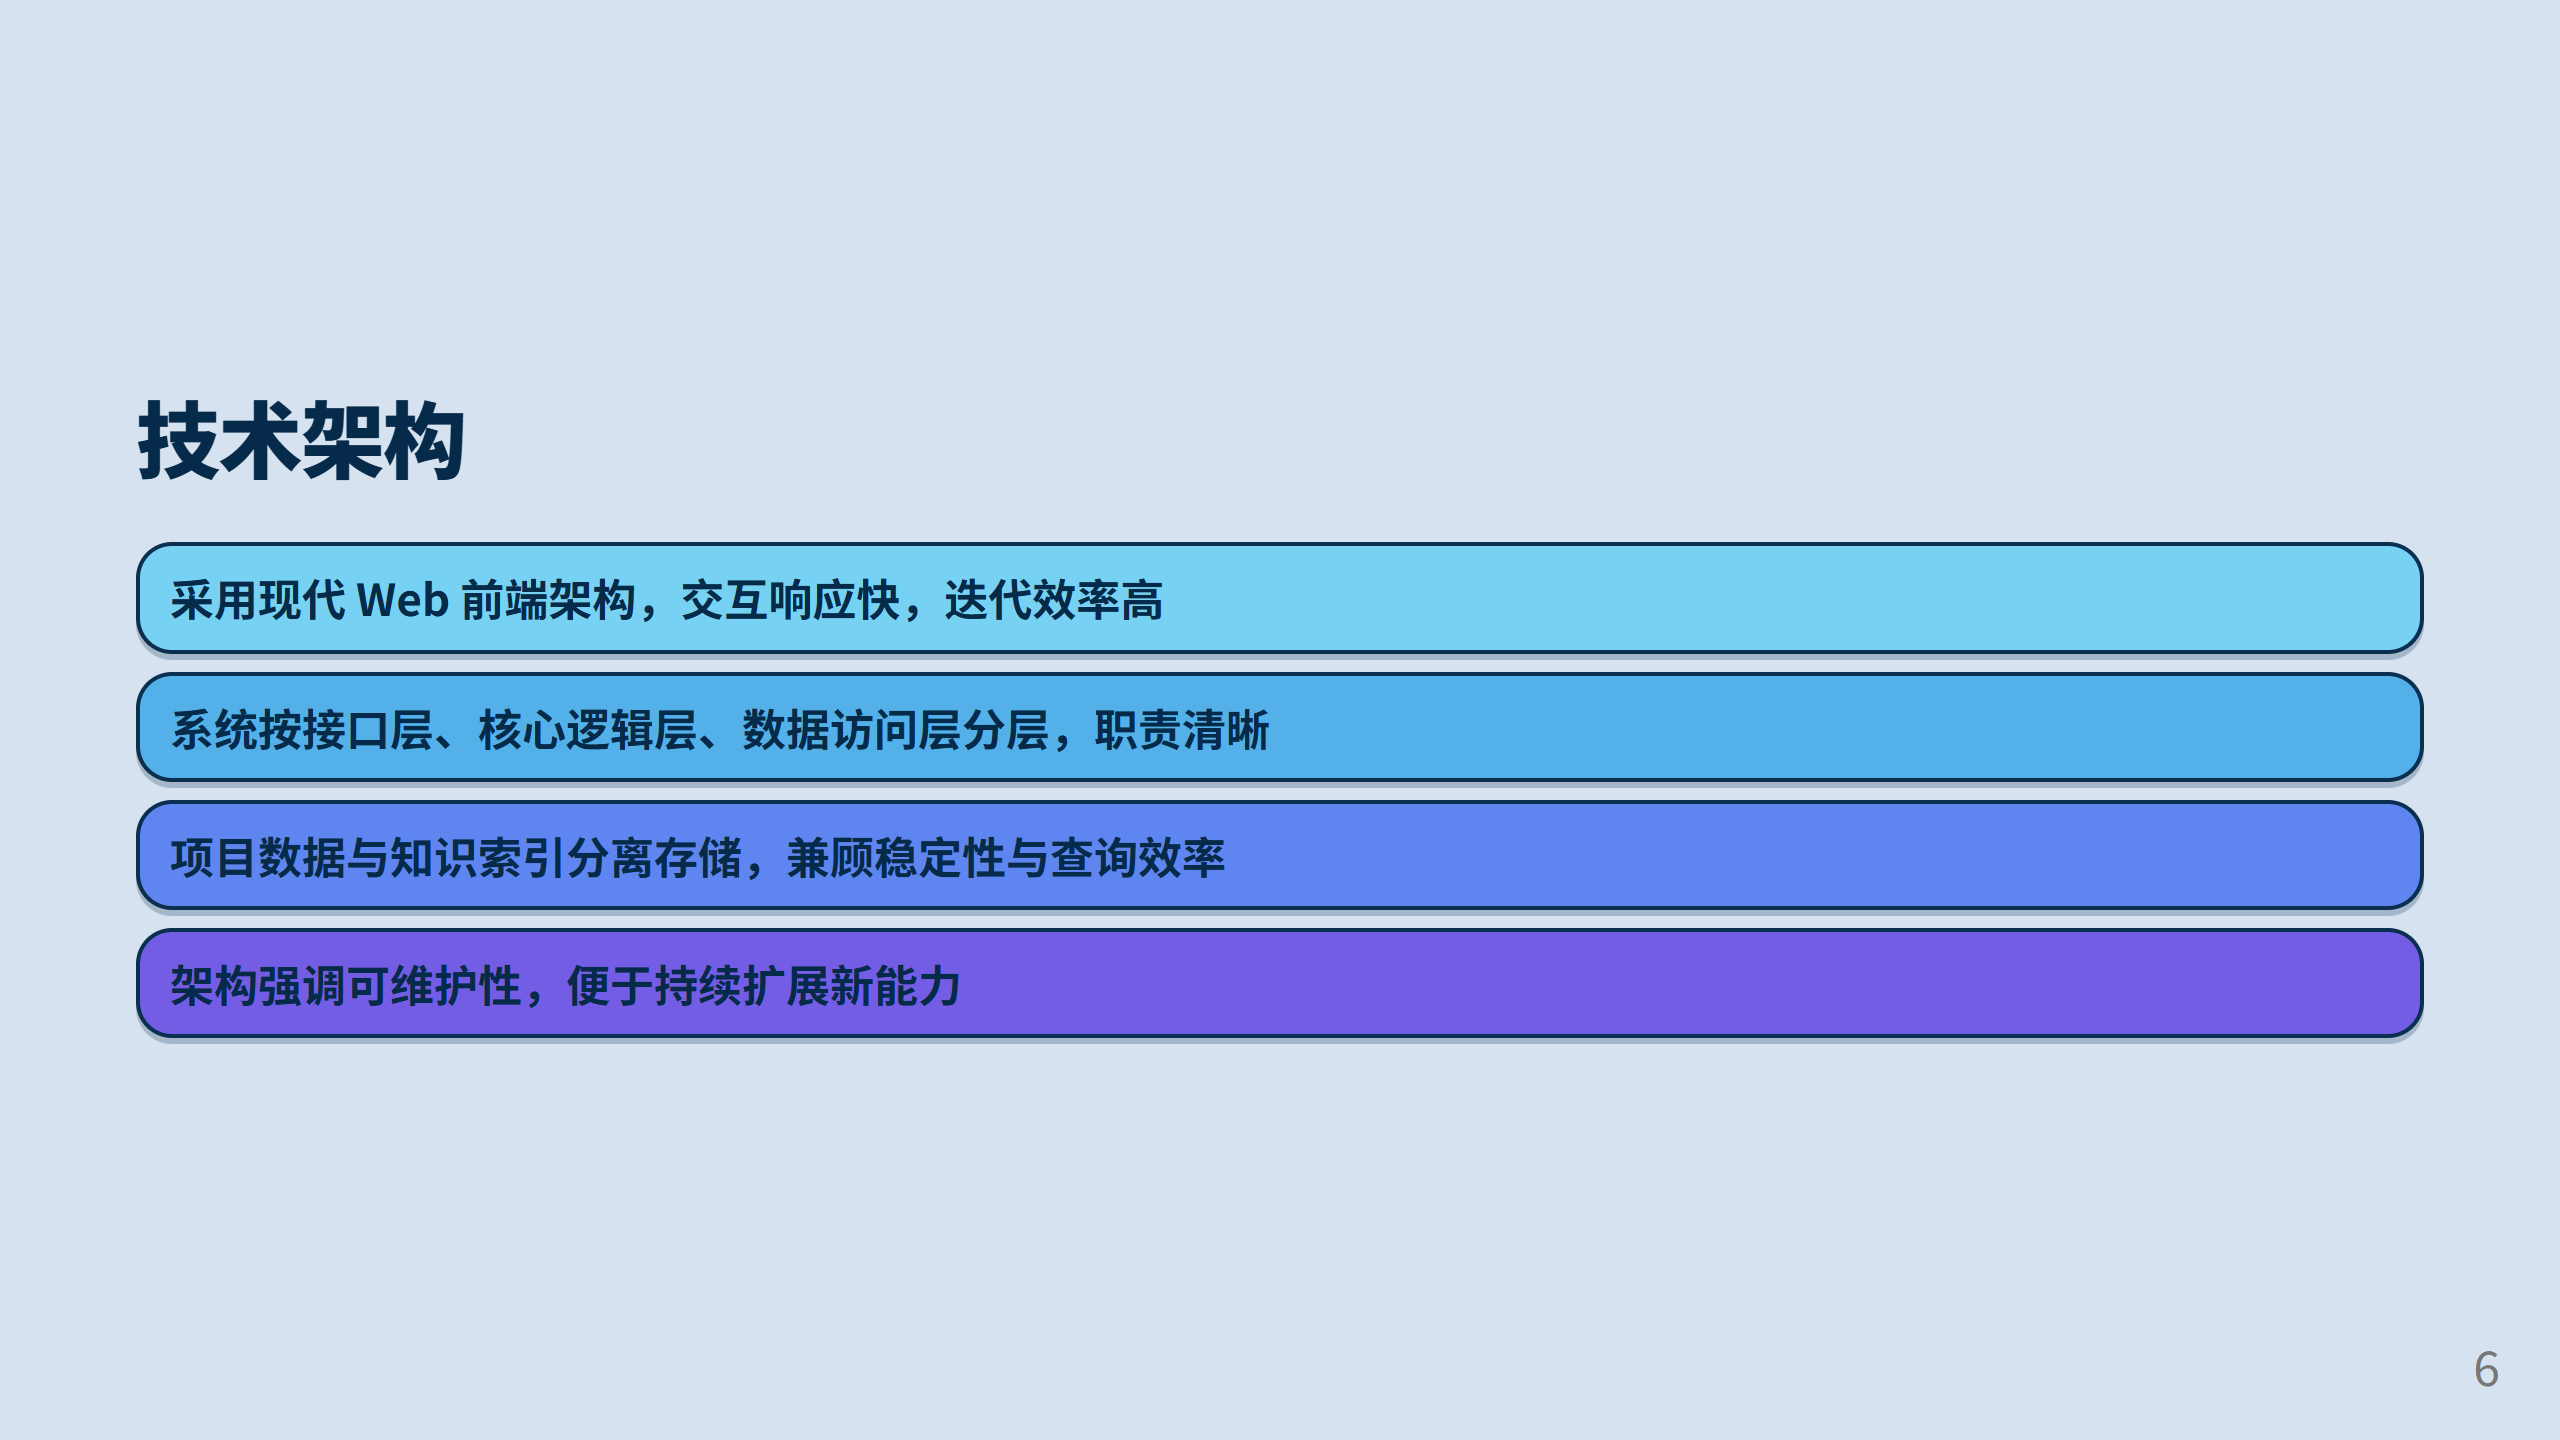 技术架构
采用现代 Web 前端架构，交互响应快，迭代效率高
系统按接口层、核心逻辑层、数据访问层分层，职责清晰
项目数据与知识索引分离存储，兼顾稳定性与查询效率
架构强调可维护性，便于持续扩展新能力
6